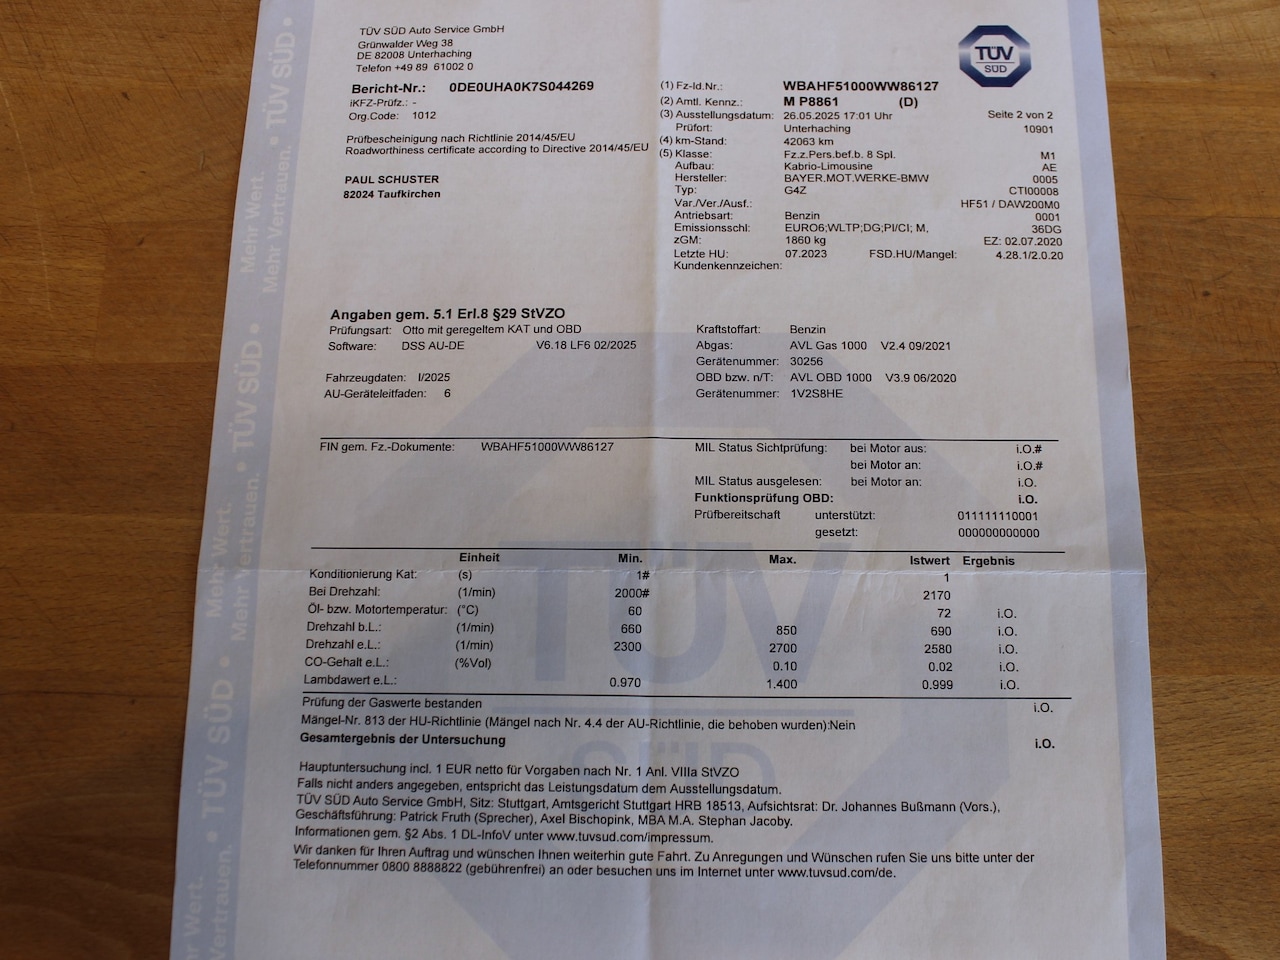 TÜV SÜD Auto Service GmbH
Grünwalder Weg 38
DE 82008 Unterhaching
Telefon +49 89 61002 0
Bericht-Nr.: 0DE0UHA0K7S044269
iKFZ-Prüfz.: -
Org.Code: 1012
Prüfbescheinigung nach Richtlinie 2014/45/EU
Roadworthiness certificate according to Directive 2014/45/EU
PAUL SCHUSTER
82024 Taufkirchen
TÜV
SÜD
(1) Fz-Id.Nr.: WBAHF51000WW86127
(2) Amtl. Kennz.: M P8861 (D)
(3) Ausstellungsdatum: 26.05.2025 17:01 Uhr Seite 2 von 2
Prüfort: Unterhaching 10901
(4) km-Stand: 42063 km
(5) Klasse: Fz.z.Pers.bef.b. 8 Spl. M1
Aufbau: Kabrio-Limousine AE
Hersteller: BAYER.MOT.WERKE-BMW 0005
Typ: G4Z CTI00008
Var./Ver./Ausf.: HF51 / DAW200M0
Antriebsart: Benzin 0001
Emissionsschl: EURO6;WLTP;DG;PI/CI; M, 36DG
zGM: 1860 kg EZ: 02.07.2020
Letzte HU: 07.2023 FSD.HU/Mangel: 4.28.1/2.0.20
Kundenkennzeichen:
Angaben gem. 5.1 Erl.8 §29 StVZO
Prüfungsart: Otto mit geregeltem KAT und OBD Kraftstoffart: Benzin
Software: DSS AU-DE V6.18 LF6 02/2025 Abgas: AVL Gas 1000 V2.4 09/2021
Gerätenummer: 30256
Fahrzeugdaten: I/2025 OBD bzw. n/T: AVL OBD 1000 V3.9 06/2020
AU-Geräteleitfaden: 6 Gerätenummer: 1V2S8HE
FIN gem. Fz.-Dokumente: WBAHF51000WW86127 MIL Status Sichtprüfung: bei Motor aus: i.O.#
bei Motor an: i.O.#
MIL Status ausgelesen: bei Motor an: i.O.
Funktionsprüfung OBD: i.O.
Prüfbereitschaft unterstützt: 011111110001
gesetzt: 000000000000
Einheit Min. Max. Istwert Ergebnis
Konditionierung Kat: (s) 1# 1
Bei Drehzahl: (1/min) 2000# 2170
Öl- bzw. Motortemperatur: (°C) 60 72 i.O.
Drehzahl b.L.: (1/min) 660 850 690 i.O.
Drehzahl e.L.: (1/min) 2300 2700 2580 i.O.
CO-Gehalt e.L.: (%Vol) 0.10 0.02 i.O.
Lambdawert e.L.: 0.970 1.400 0.999 i.O.
Prüfung der Gaswerte bestanden i.O.
Mängel-Nr. 813 der HU-Richtlinie (Mängel nach Nr. 4.4 der AU-Richtlinie, die behoben wurden):Nein
Gesamtergebnis der Untersuchung i.O.
Hauptuntersuchung incl. 1 EUR netto für Vorgaben nach Nr. 1 Anl. VIIIa StVZO
Falls nicht anders angegeben, entspricht das Leistungsdatum dem Ausstellungsdatum.
TÜV SÜD Auto Service GmbH, Sitz: Stuttgart, Amtsgericht Stuttgart HRB 18513, Aufsichtsrat: Dr. Johannes Bußmann (Vors.),
Geschäftsführung: Patrick Fruth (Sprecher), Axel Bischopink, MBA M.A. Stephan Jacoby.
Informationen gem. §2 Abs. 1 DL-InfoV unter www.tuvsud.com/impressum.
Wir danken für Ihren Auftrag und wünschen Ihnen weiterhin gute Fahrt. Zu Anregungen und Wünschen rufen Sie uns bitte unter der
Telefonnummer 0800 8888822 (gebührenfrei) an oder besuchen uns im Internet unter www.tuvsud.com/de.
TÜV
SÜD
Mehr Wert.
Mehr Vertrauen. • TÜV SÜD •
Mehr Wert.
Mehr Vertrauen. • TÜV SÜD •
Vertrauen. • TÜV SÜD •